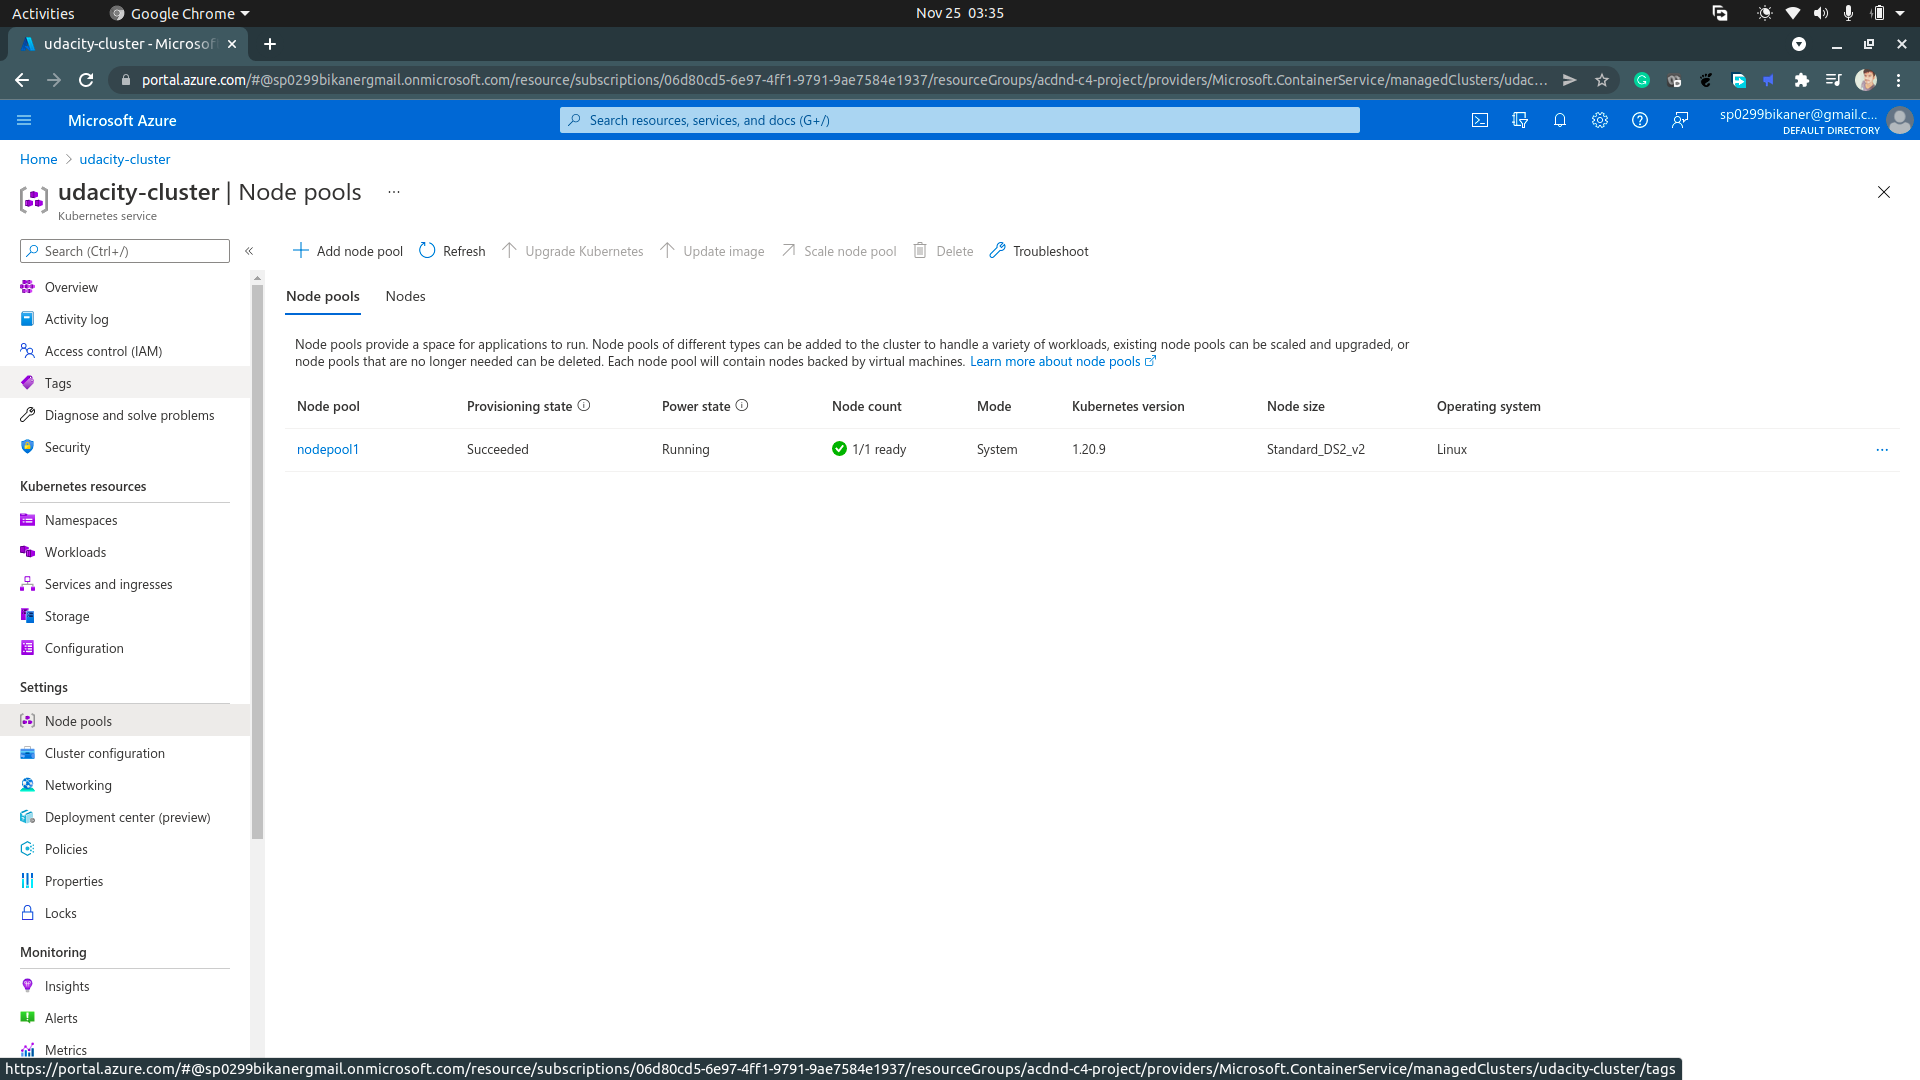 Activities
Google Chrome
Nov 25 03:35
udacity-cluster - Microsof
portal.azure.com/#@sp0299bikanergmail.onmicrosoft.com/resource/subscriptions/06d80cd5-6e97-4ff1-9791-9ae7584e1937/resourceGroups/acdnd-c4-project/providers/Microsoft.ContainerService/managedClusters/udac...
Microsoft Azure
Search resources, services, and docs (G+/)
sp0299bikaner@gmail.c...
DEFAULT DIRECTORY
Home > udacity-cluster
udacity-cluster | Node pools ...
Kubernetes service
Search (Ctrl+/)
«
Overview
Activity log
Access control (IAM)
Tags
Diagnose and solve problems
Security
Kubernetes resources
Namespaces
Workloads
Services and ingresses
Storage
Configuration
Settings
Node pools
Cluster configuration
Networking
Deployment center (preview)
Policies
Properties
Locks
Monitoring
Insights
Alerts
Metrics
Add node pool Refresh Upgrade Kubernetes Update image Scale node pool Delete Troubleshoot
Node pools Nodes
Node pools provide a space for applications to run. Node pools of different types can be added to the cluster to handle a variety of workloads, existing node pools can be scaled and upgraded, or
node pools that are no longer needed can be deleted. Each node pool will contain nodes backed by virtual machines. Learn more about node pools
Node pool Provisioning state Power state Node count Mode Kubernetes version Node size Operating system
nodepool1 Succeeded Running 1/1 ready System 1.20.9 Standard_DS2_v2 Linux ...
https://portal.azure.com/#@sp0299bikanergmail.onmicrosoft.com/resource/subscriptions/06d80cd5-6e97-4ff1-9791-9ae7584e1937/resourceGroups/acdnd-c4-project/providers/Microsoft.ContainerService/managedClusters/udacity-cluster/tags